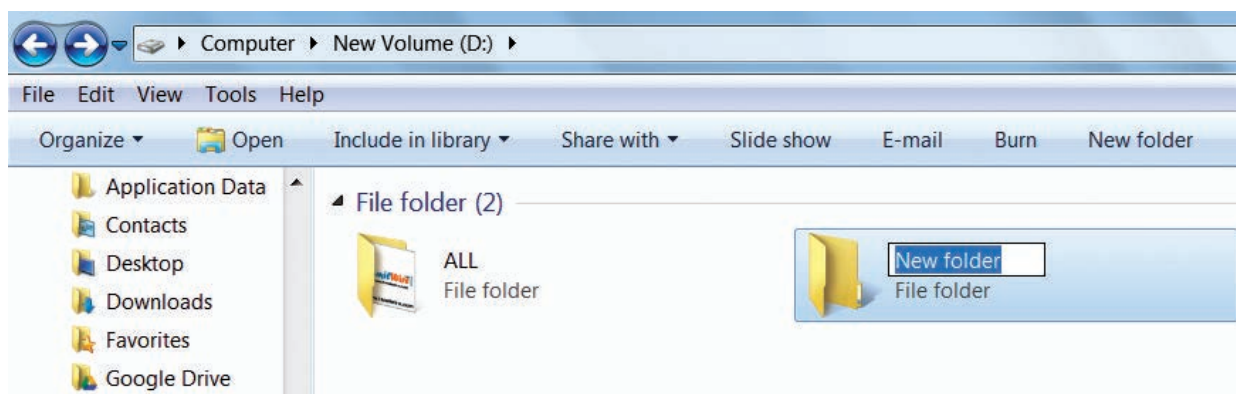 Computer New Volume (D:)
File Edit View Tools Help
Organize Open Include in library Share with Slide show E-mail Burn New folder
Application Data
Contacts
Desktop
Downloads
Favorites
Google Drive
File folder (2)
ALL
File folder
New folder
File folder